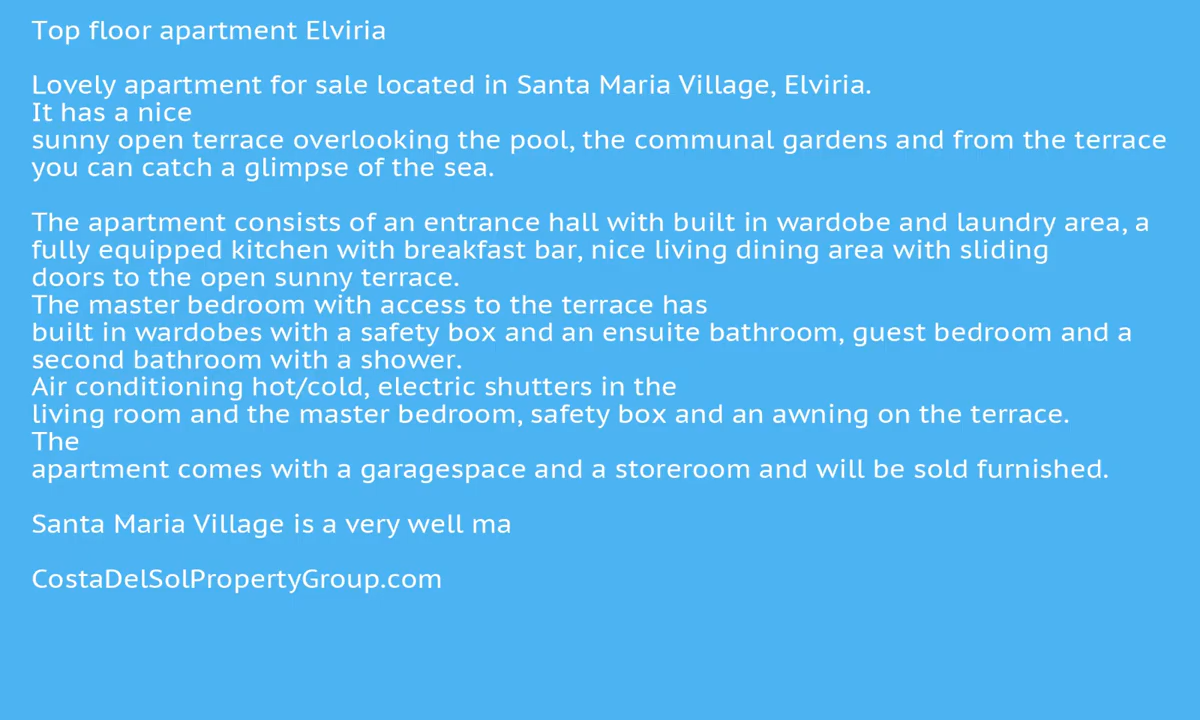 Top floor apartment Elviria
Lovely apartment for sale located in Santa Maria Village, Elviria.
It has a nice
sunny open terrace overlooking the pool, the communal gardens and from the terrace
you can catch a glimpse of the sea.
The apartment consists of an entrance hall with built in wardobe and laundry area, a
fully equipped kitchen with breakfast bar, nice living dining area with sliding
doors to the open sunny terrace.
The master bedroom with access to the terrace has
built in wardobes with a safety box and an ensuite bathroom, guest bedroom and a
second bathroom with a shower.
Air conditioning hot/cold, electric shutters in the
living room and the master bedroom, safety box and an awning on the terrace.
The
apartment comes with a garagespace and a storeroom and will be sold furnished.
Santa Maria Village is a very well ma
CostaDelSolPropertyGroup.com